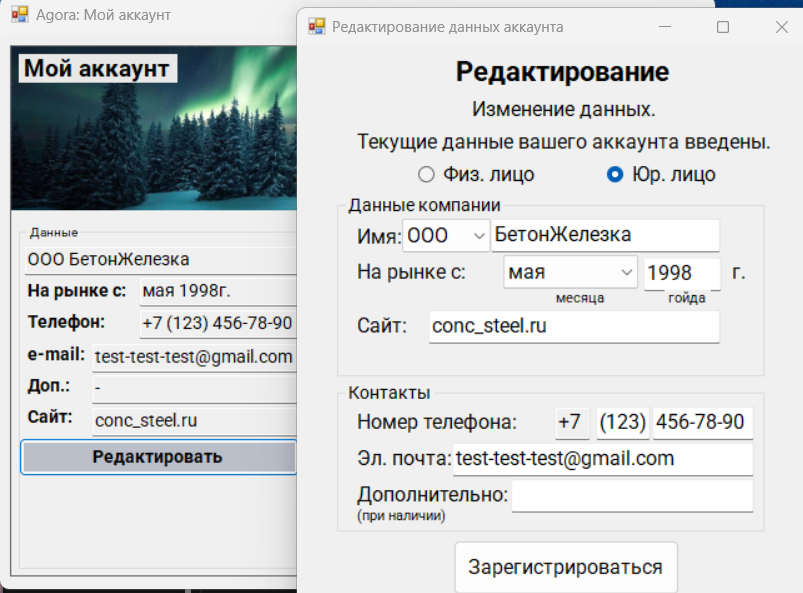 Agora: Мой аккаунт
Мой аккаунт
Данные
ООО БетонЖелезка
На рынке с: мая 1998г.
Телефон: +7 (123) 456-78-90
e-mail: test-test-test@gmail.com
Доп.: -
Сайт: conc_steel.ru
Редактировать
Редактирование данных аккаунта
Редактирование
Изменение данных.
Текущие данные вашего аккаунта введены.
Физ. лицо Юр. лицо
Данные компании
Имя: ООО БетонЖелезка
На рынке с: мая 1998 г.
месяца гойда
Сайт: conc_steel.ru
Контакты
Номер телефона: +7 (123) 456-78-90
Эл. почта: test-test-test@gmail.com
Дополнительно:
(при наличии)
Зарегистрироваться